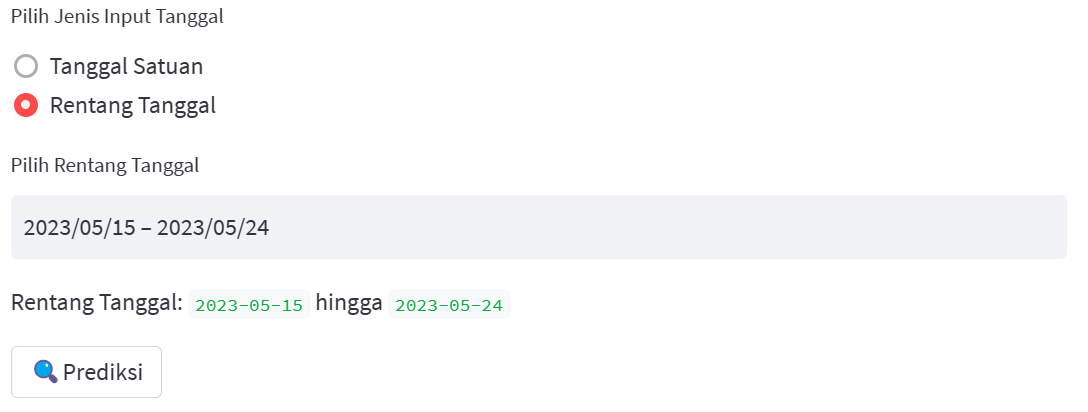 Pilih Jenis Input Tanggal
Tanggal Satuan
Rentang Tanggal
Pilih Rentang Tanggal
2023/05/15 – 2023/05/24
Rentang Tanggal: 2023-05-15 hingga 2023-05-24
Prediksi